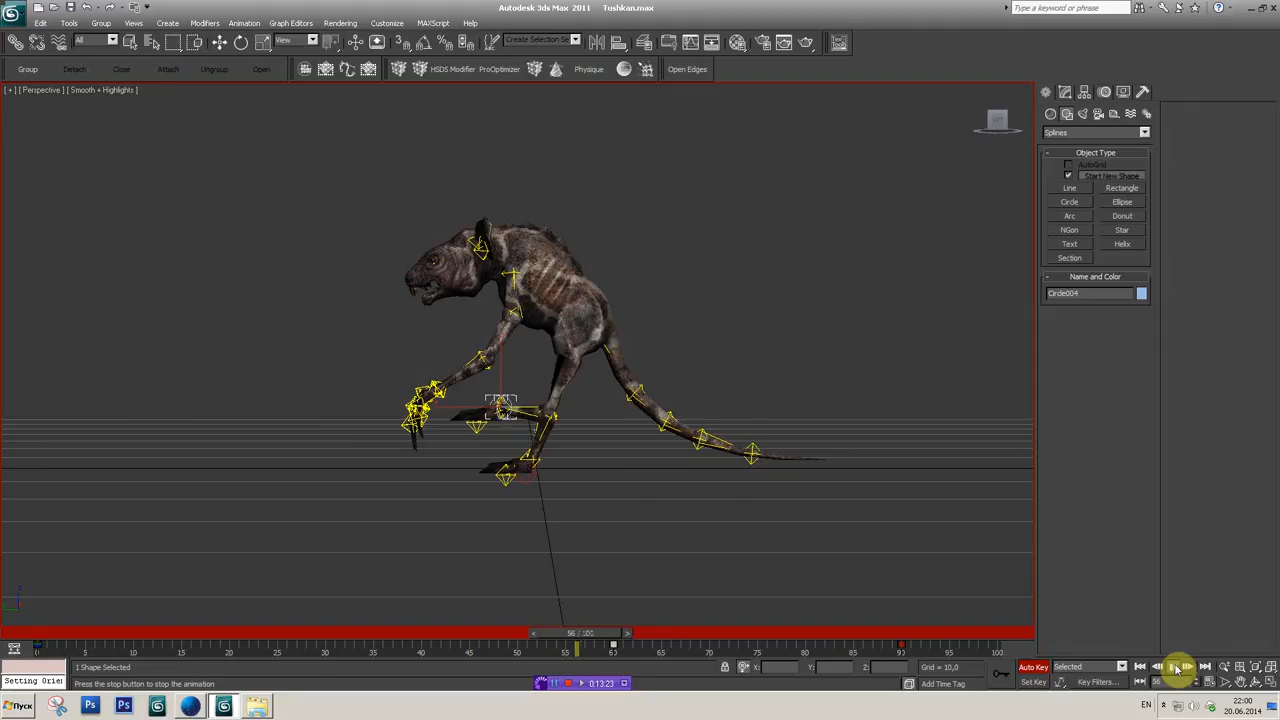 Autodesk 3ds Max 2011 Tushkan.max
Type a keyword or phrase
Edit Tools Group Views Create Modifiers Animation Graph Editors Rendering Customize MAXScript Help
All View Create Selection Se
Group Detach Close Attach Ungroup Open HSDS Modifier ProOptimizer Physique Open Edges
[ + ] [ Perspective ] [ Smooth + Highlights ]
Splines
Object Type
AutoGrid
Start New Shape
Line Rectangle
Circle Ellipse
Arc Donut
NGon Star
Text Helix
Section
Name and Color
Circle004
56 / 100
0 5 10 15 20 25 30 35 40 45 50 55 60 65 70 75 80 85 90 95 100
1 Shape Selected X: Y: Z: Grid = 10,0 Auto Key Selected
Setting Orie Press the stop button to stop the animation 0:13:23 Add Time Tag Set Key Key Filters... 56
Пуск EN 22:00
20.06.2014